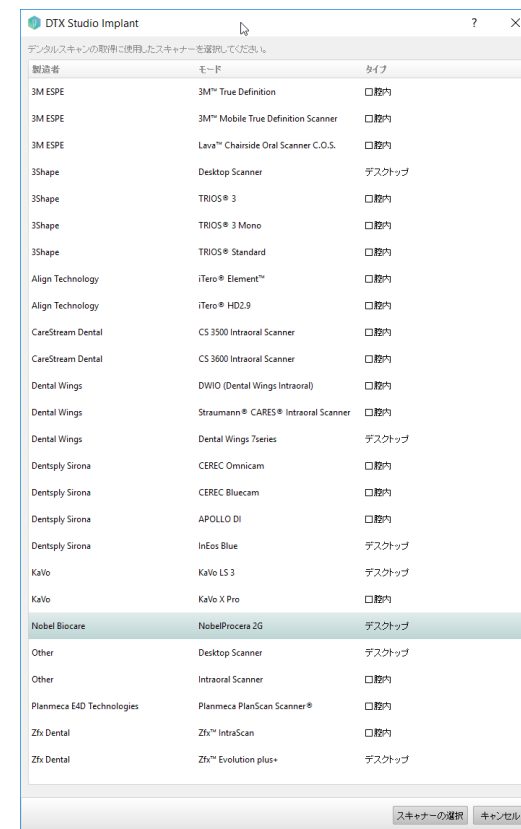 DTX Studio Implant
? ×
デンタルスキャンの取得に使用したスキャナーを選択してください。
製造者 モード タイプ
3M ESPE 3M™ True Definition 口腔内
3M ESPE 3M™ Mobile True Definition Scanner 口腔内
3M ESPE Lava™ Chairside Oral Scanner C.O.S. 口腔内
3Shape Desktop Scanner デスクトップ
3Shape TRIOS® 3 口腔内
3Shape TRIOS® 3 Mono 口腔内
3Shape TRIOS® Standard 口腔内
Align Technology iTero® Element™ 口腔内
Align Technology iTero® HD2.9 口腔内
CareStream Dental CS 3500 Intraoral Scanner 口腔内
CareStream Dental CS 3600 Intraoral Scanner 口腔内
Dental Wings DWIO (Dental Wings Intraoral) 口腔内
Dental Wings Straumann® CARES® Intraoral Scanner 口腔内
Dental Wings Dental Wings 7series デスクトップ
Dentsply Sirona CEREC Omnicam 口腔内
Dentsply Sirona CEREC Bluecam 口腔内
Dentsply Sirona APOLLO DI 口腔内
Dentsply Sirona InEos Blue デスクトップ
KaVo KaVo LS 3 デスクトップ
KaVo KaVo X Pro 口腔内
Nobel Biocare NobelProcera 2G デスクトップ
Other Desktop Scanner デスクトップ
Other Intraoral Scanner 口腔内
Planmeca E4D Technologies Planmeca PlanScan Scanner® 口腔内
Zfx Dental Zfx™ IntraScan 口腔内
Zfx Dental Zfx™ Evolution plus+ デスクトップ
スキャナーの選択 キャンセル